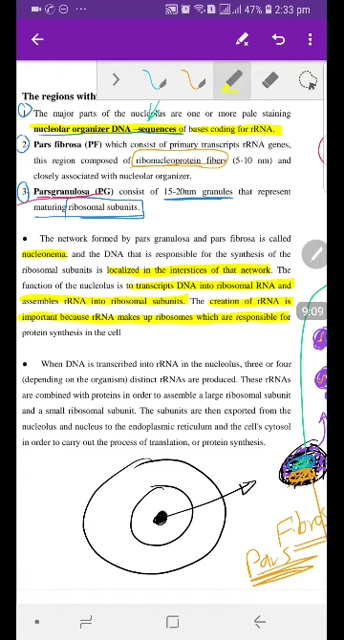 47% 2:33 pm
The regions with
1 The major parts of the nucleolus are one or more pale staining
nucleolar organizer DNA –sequences of bases coding for rRNA.
2 Pars fibrosa (PF) which consist of primary transcripts rRNA genes,
this region composed of ribonucleoprotein fibers (5-10 nm) and
closely associated with nucleolar organizer.
3 Parsgranulosa (PG) consist of 15-20nm granules that represent
maturing ribosomal subunits.
● The network formed by pars granulosa and pars fibrosa is called
nucleonema, and the DNA that is responsible for the synthesis of the
ribosomal subunits is localized in the interstices of that network. The
function of the nucleolus is to transcripts DNA into ribosomal RNA and
assembles rRNA into ribosomal subunits. The creation of rRNA is
important because rRNA makes up ribosomes which are responsible for
protein synthesis in the cell
9:09
● When DNA is transcribed into rRNA in the nucleolus, three or four
(depending on the organism) distinct rRNAs are produced. These rRNAs
are combined with proteins in order to assemble a large ribosomal subunit
and a small ribosomal subunit. The subunits are then exported from the
nucleolus and nucleus to the endoplasmic reticulum and the cell's cytosol
in order to carry out the process of translation, or protein synthesis.
Fibro
Pars